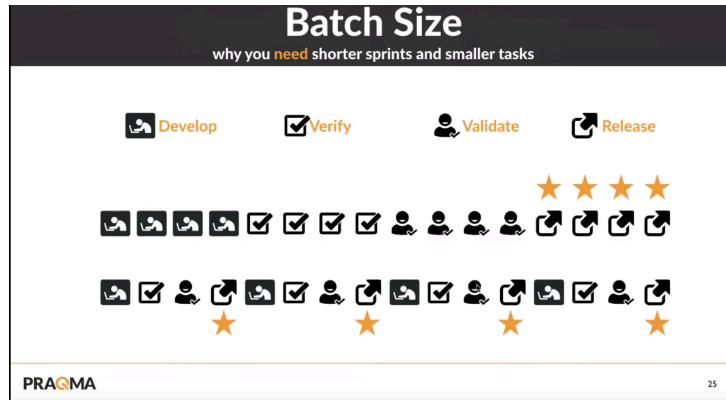 Batch Size
why you need shorter sprints and smaller tasks
Develop
Verify
Validate
Release
PRAQMA
25